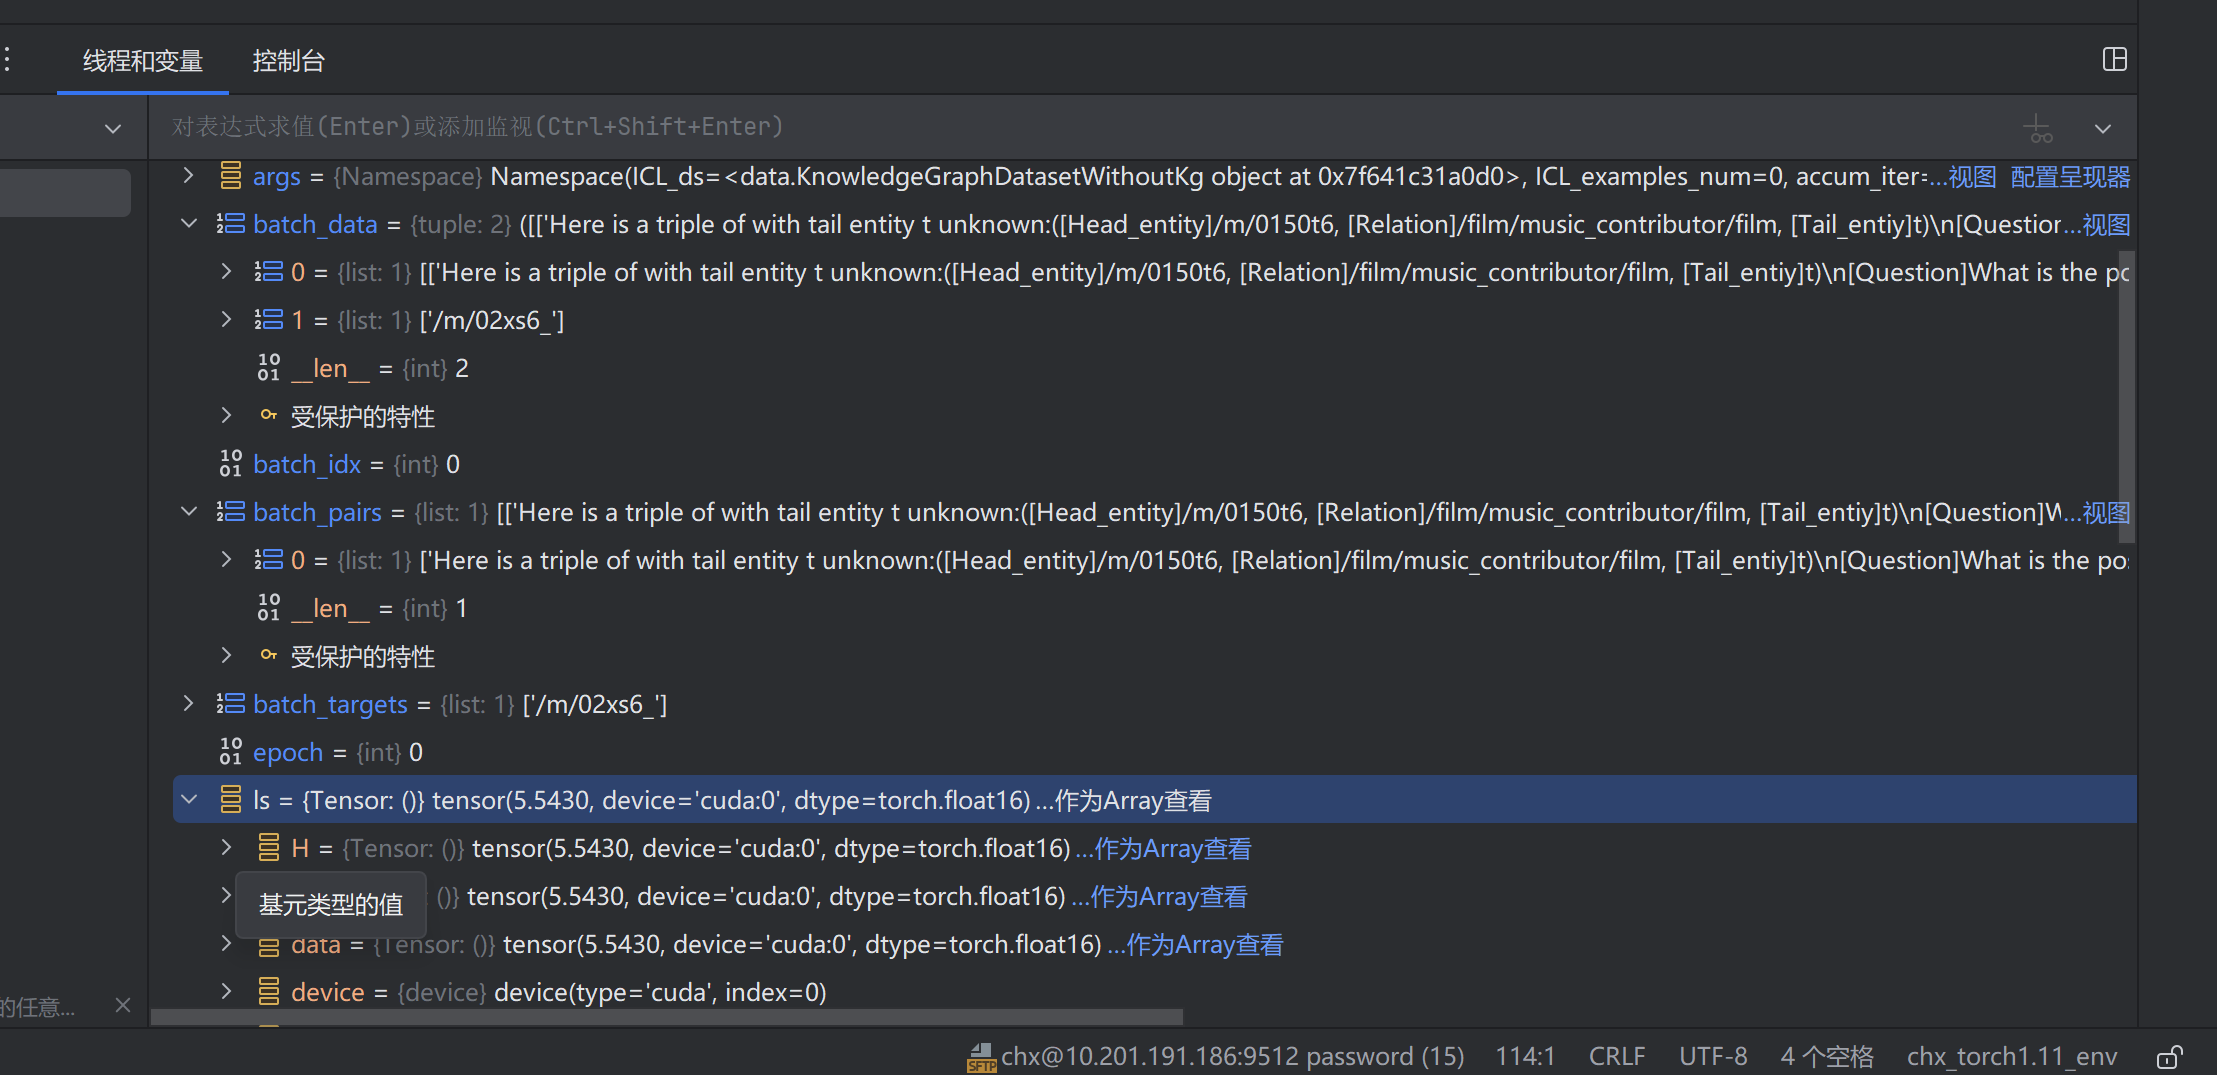 线程和变量 控制台
对表达式求值(Enter)或添加监视(Ctrl+Shift+Enter)
args = {Namespace} Namespace(ICL_ds=<data.KnowledgeGraphDatasetWithoutKg object at 0x7f641c31a0d0>, ICL_examples_num=0, accum_iter=...视图 配置呈现器
batch_data = {tuple: 2} ([['Here is a triple of with tail entity t unknown:([Head_entity]/m/0150t6, [Relation]/film/music_contributor/film, [Tail_entiy]t)\n[Question...视图
0 = {list: 1} [['Here is a triple of with tail entity t unknown:([Head_entity]/m/0150t6, [Relation]/film/music_contributor/film, [Tail_entiy]t)\n[Question]What is the po
1 = {list: 1} ['/m/02xs6_']
__len__ = {int} 2
受保护的特性
batch_idx = {int} 0
batch_pairs = {list: 1} [['Here is a triple of with tail entity t unknown:([Head_entity]/m/0150t6, [Relation]/film/music_contributor/film, [Tail_entiy]t)\n[Question]W...视图
0 = {list: 1} ['Here is a triple of with tail entity t unknown:([Head_entity]/m/0150t6, [Relation]/film/music_contributor/film, [Tail_entiy]t)\n[Question]What is the pos
__len__ = {int} 1
受保护的特性
batch_targets = {list: 1} ['/m/02xs6_']
epoch = {int} 0
ls = {Tensor: ()} tensor(5.5430, device='cuda:0', dtype=torch.float16) ...作为Array查看
H = {Tensor: ()} tensor(5.5430, device='cuda:0', dtype=torch.float16) ...作为Array查看
基元类型的值 ()} tensor(5.5430, device='cuda:0', dtype=torch.float16) ...作为Array查看
data = {Tensor: ()} tensor(5.5430, device='cuda:0', dtype=torch.float16) ...作为Array查看
device = {device} device(type='cuda', index=0)
的任意...
SFTP chx@10.201.191.186:9512 password (15) 114:1 CRLF UTF-8 4 个空格 chx_torch1.11_env